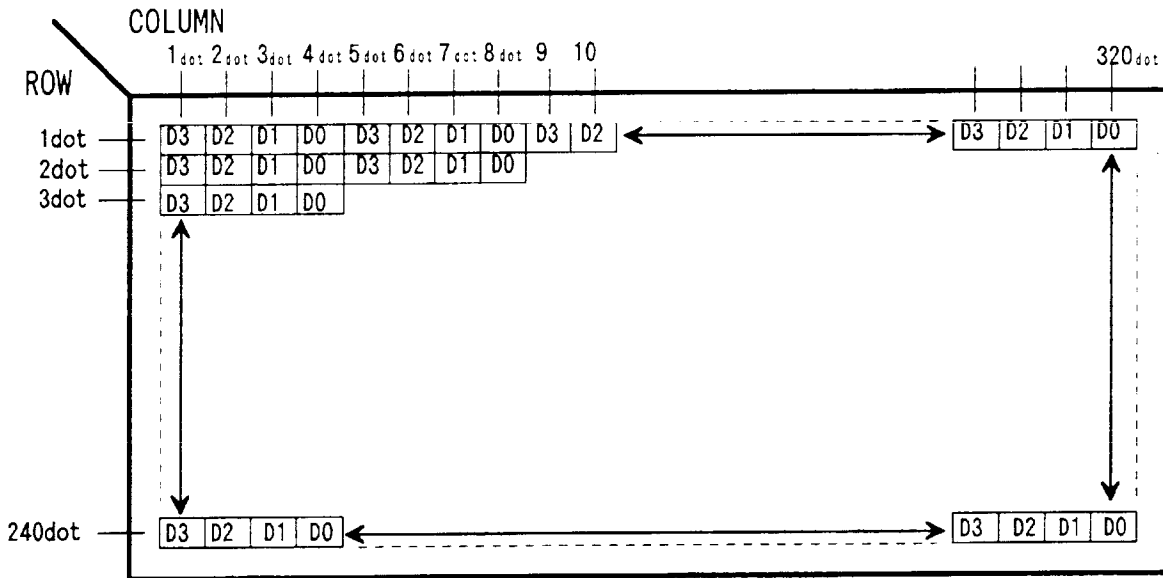 COLUMN
1dot 2dot 3dot 4dot 5dot 6dot 7dot 8dot 9 10 320dot
ROW
1dot D3 D2 D1 D0 D3 D2 D1 D0 D3 D2 D3 D2 D1 D0
2dot D3 D2 D1 D0 D3 D2 D1 D0
3dot D3 D2 D1 D0
240dot D3 D2 D1 D0 D3 D2 D1 D0